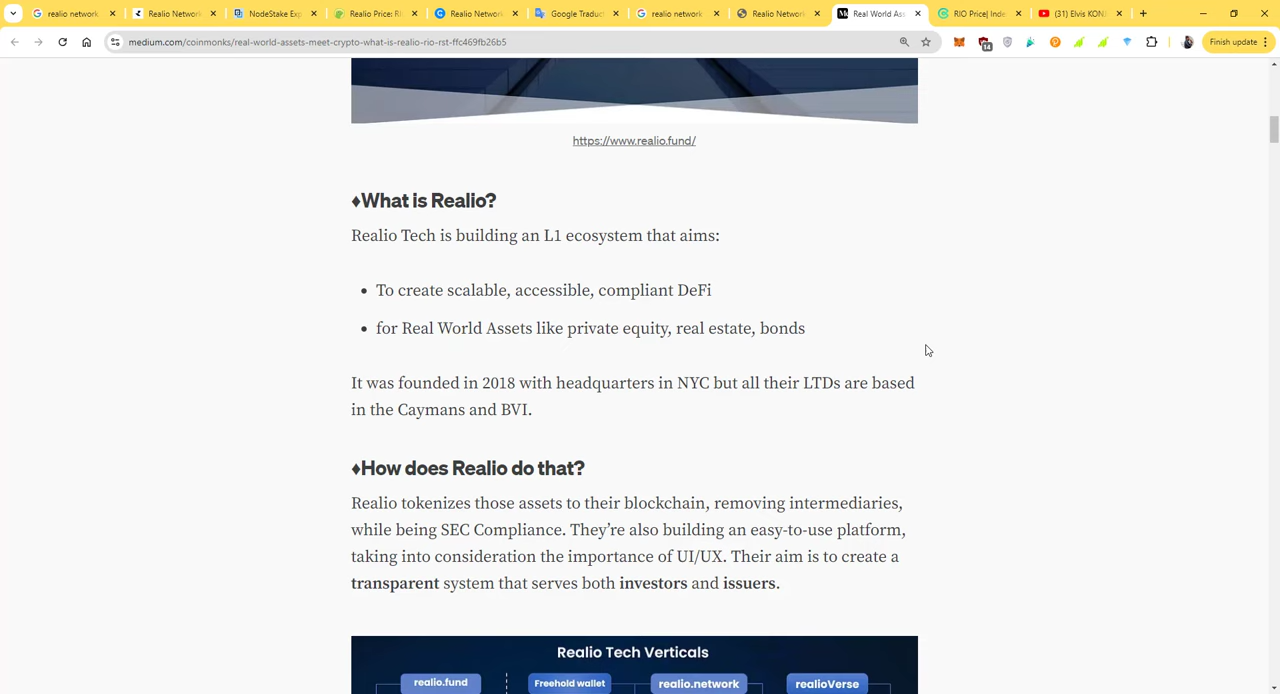 realio network
Realio Network
NodeStake Exp
Realio Price: R
Realio Network
Google Traduc
realio network
Realio Network
Real World Ass
RIO Price| Inde
(31) Elvis KON
medium.com/coinmonks/real-world-assets-meet-crypto-what-is-realio-rio-rst-ffc469fb26b5
14
Finish update
https://www.realio.fund/
♦What is Realio?
Realio Tech is building an L1 ecosystem that aims:
• To create scalable, accessible, compliant DeFi
• for Real World Assets like private equity, real estate, bonds
It was founded in 2018 with headquarters in NYC but all their LTDs are based
in the Caymans and BVI.
♦How does Realio do that?
Realio tokenizes those assets to their blockchain, removing intermediaries,
while being SEC Compliance. They’re also building an easy-to-use platform,
taking into consideration the importance of UI/UX. Their aim is to create a
transparent system that serves both investors and issuers.
Realio Tech Verticals
realio.fund
Freehold wallet
realio.network
realioVerse